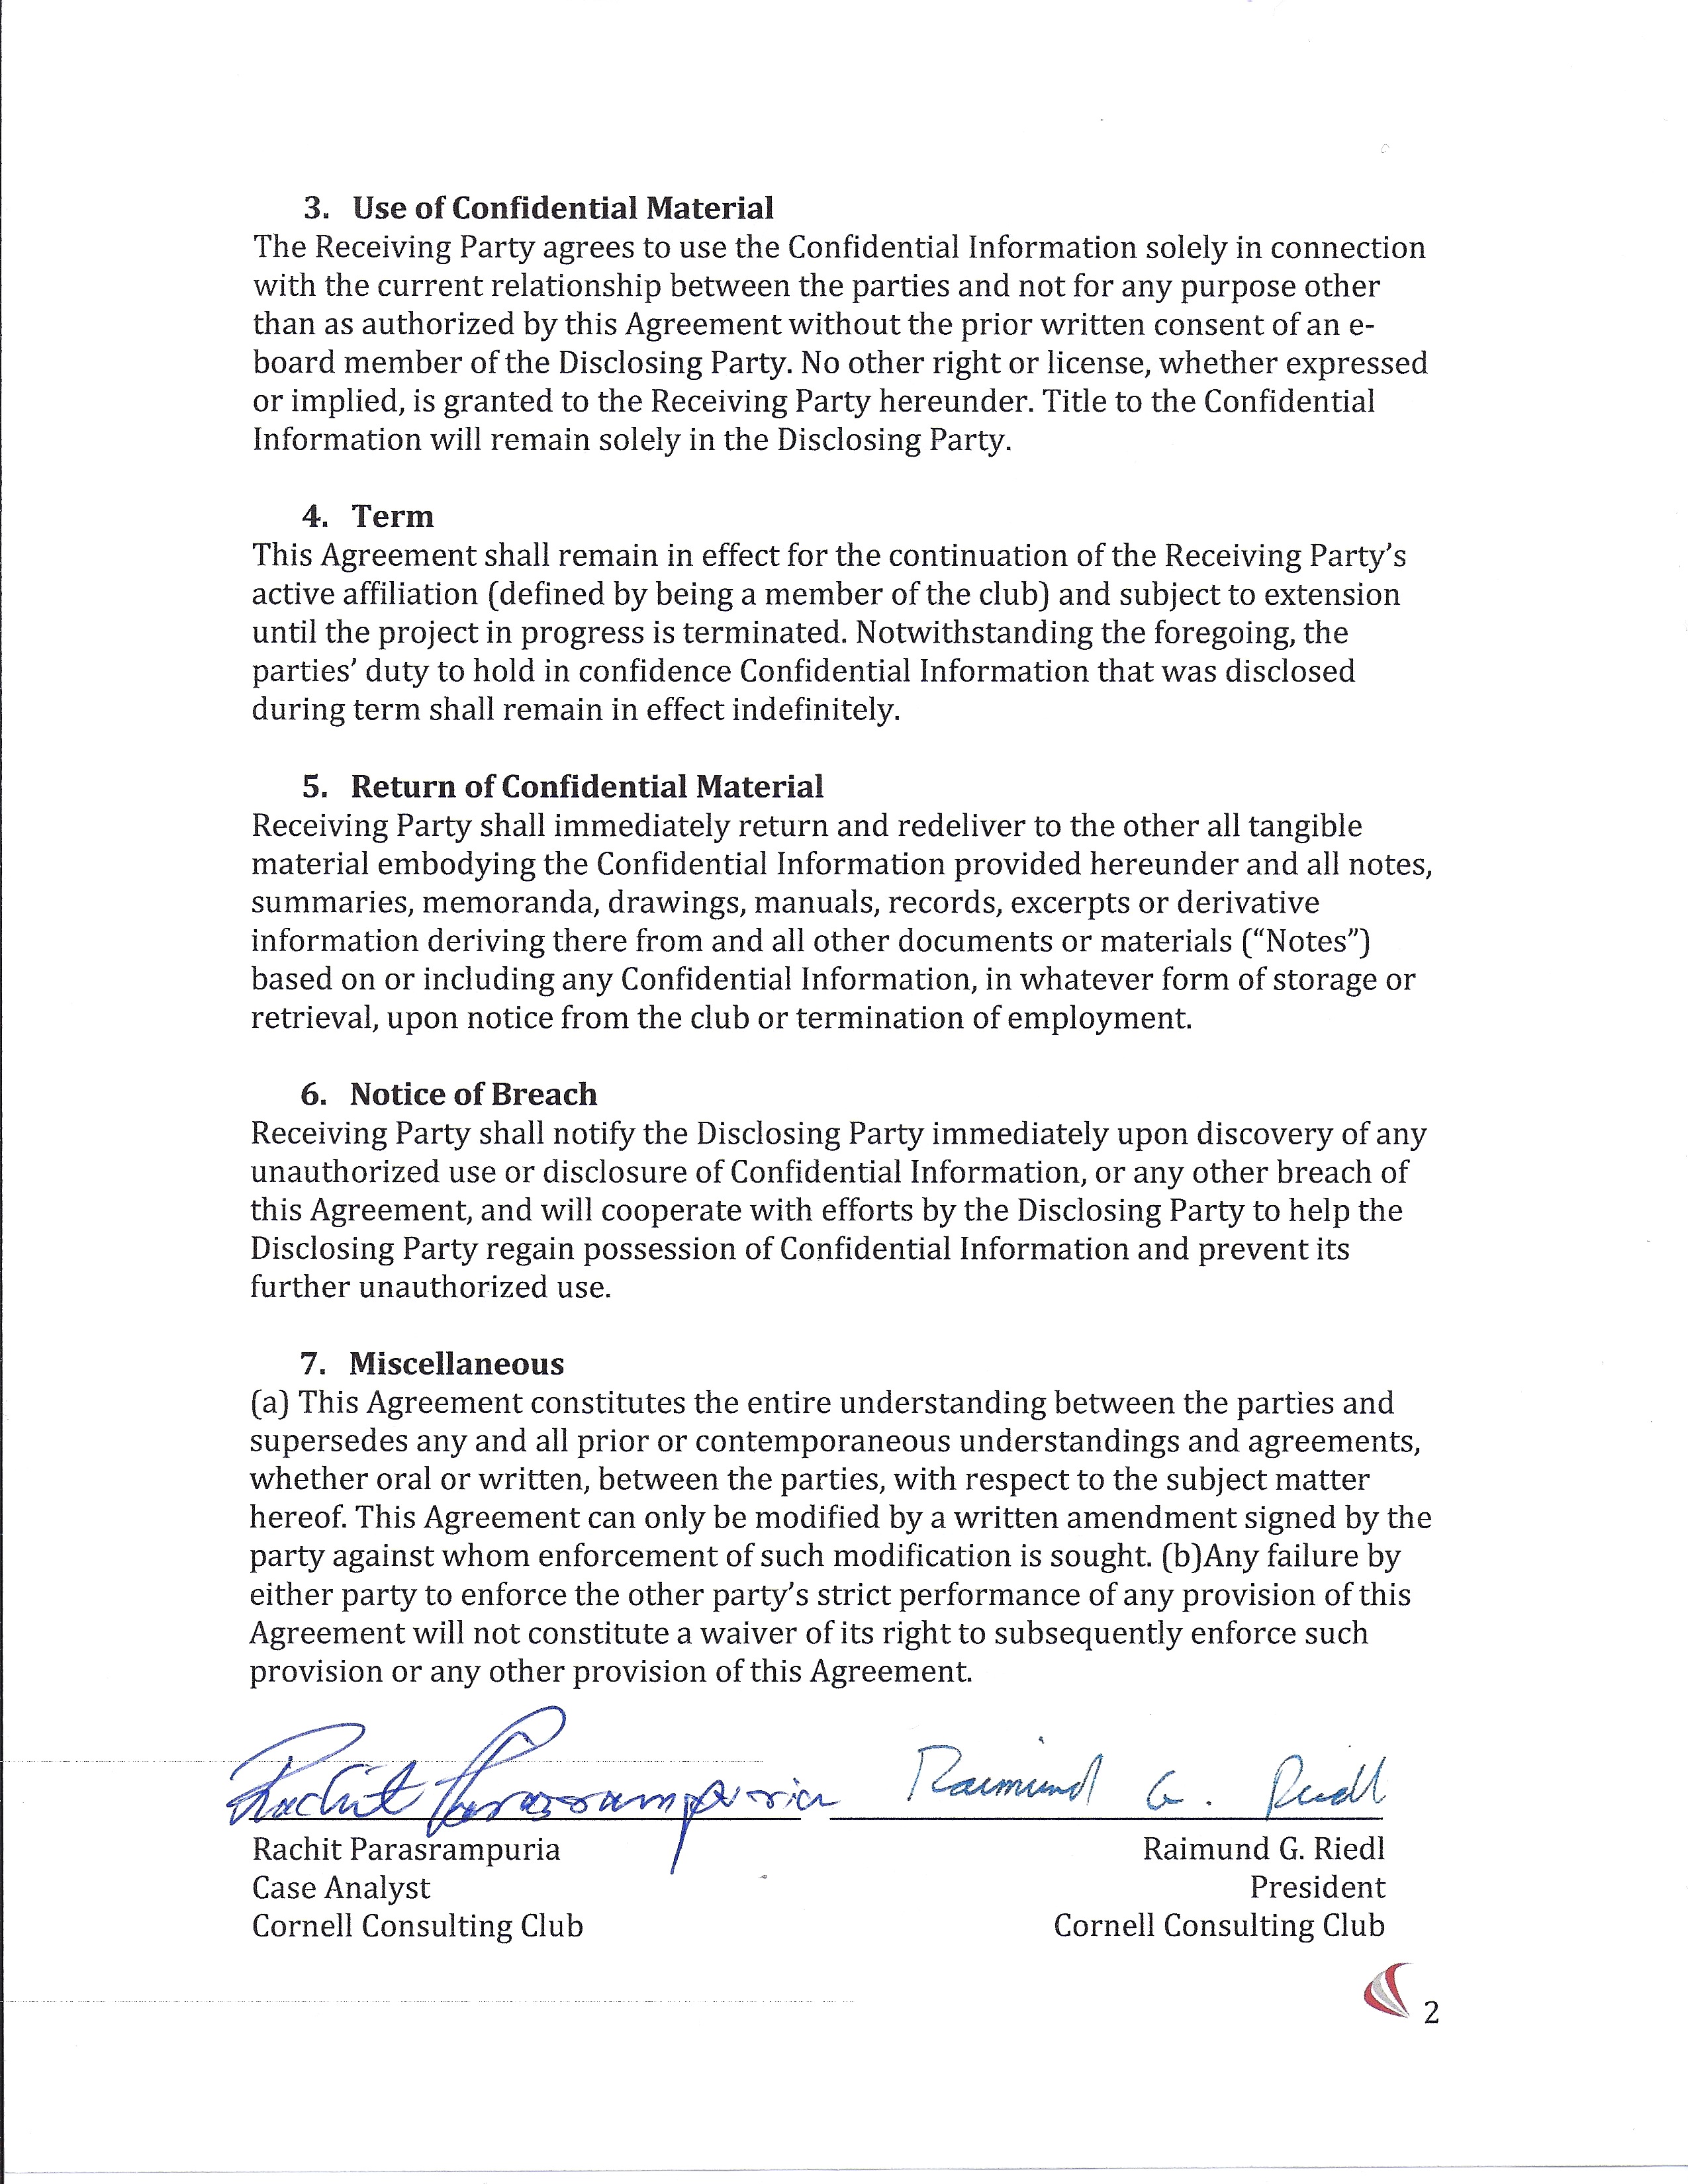 3. Use of Confidential Material
The Receiving Party agrees to use the Confidential Information solely in connection
with the current relationship between the parties and not for any purpose other
than as authorized by this Agreement without the prior written consent of an e-
board member of the Disclosing Party. No other right or license, whether expressed
or implied, is granted to the Receiving Party hereunder. Title to the Confidential
Information will remain solely in the Disclosing Party.
4. Term
This Agreement shall remain in effect for the continuation of the Receiving Party's
active affiliation (defined by being a member of the club) and subject to extension
until the project in progress is terminated. Notwithstanding the foregoing, the
parties' duty to hold in confidence Confidential Information that was disclosed
during term shall remain in effect indefinitely.
5. Return of Confidential Material
Receiving Party shall immediately return and redeliver to the other all tangible
material embodying the Confidential Information provided hereunder and all notes,
summaries, memoranda, drawings, manuals, records, excerpts or derivative
information deriving there from and all other documents or materials (“Notes”)
based on or including any Confidential Information, in whatever form of storage or
retrieval, upon notice from the club or termination of employment.
6. Notice of Breach
Receiving Party shall notify the Disclosing Party immediately upon discovery of any
unauthorized use or disclosure of Confidential Information, or any other breach of
this Agreement, and will cooperate with efforts by the Disclosing Party to help the
Disclosing Party regain possession of Confidential Information and prevent its
further unauthorized use.
7. Miscellaneous
(a) This Agreement constitutes the entire understanding between the parties and
supersedes any and all prior or contemporaneous understandings and agreements,
whether oral or written, between the parties, with respect to the subject matter
hereof. This Agreement can only be modified by a written amendment signed by the
party against whom enforcement of such modification is sought. (b)Any failure by
either party to enforce the other party's strict performance of any provision of this
Agreement will not constitute a waiver of its right to subsequently enforce such
provision or any other provision of this Agreement.
Rachit Parasrampuria Raimund G. Riedl
Rachit Parasrampuria Raimund G. Riedl
Case Analyst President
Cornell Consulting Club Cornell Consulting Club
2